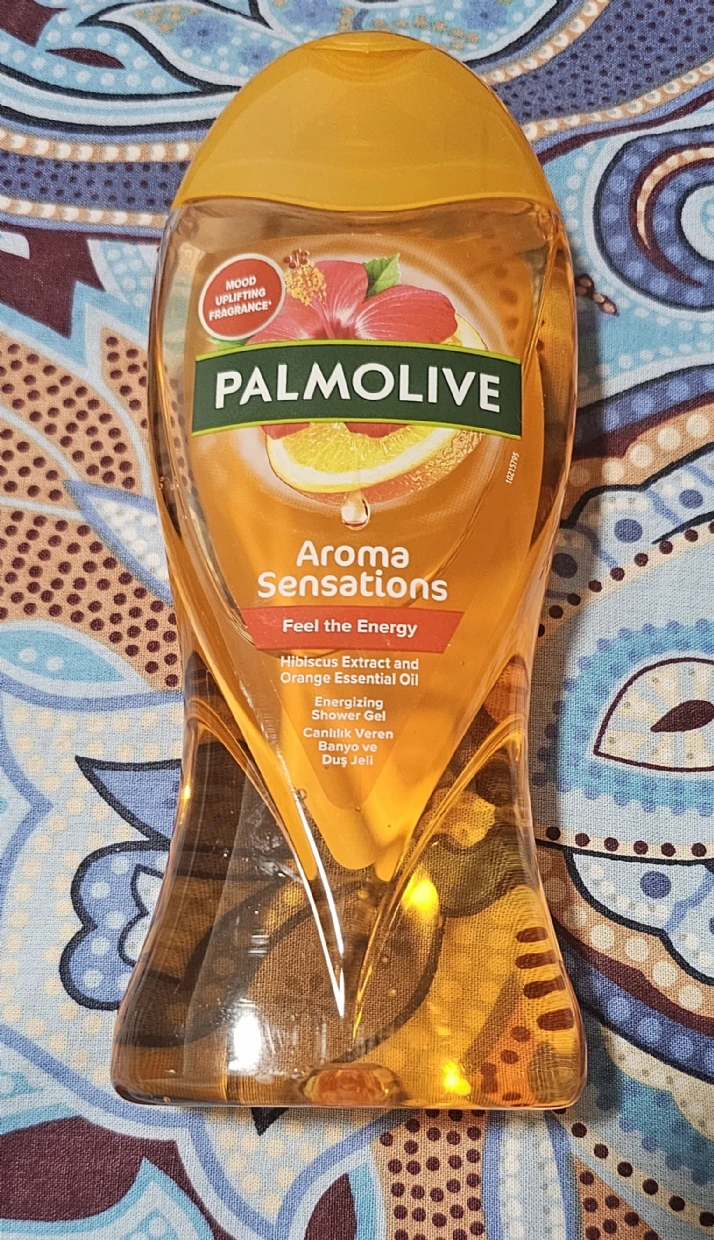 MOOD
UPLIFTING
FRAGRANCE*
PALMOLIVE
10215795
Aroma
Sensations
Feel the Energy
Hibiscus Extract and
Orange Essential Oil
Energizing
Shower Gel
Canlılık Veren
Banyo ve
Duş Jeli